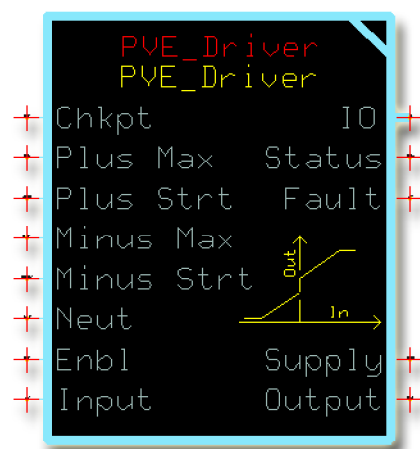 PVE_Driver
PVE_Driver
Chkpt IO
Plus Max Status
Plus Strt Fault
Minus Max
Minus Strt
Out
Neut In
Enbl Supply
Input Output